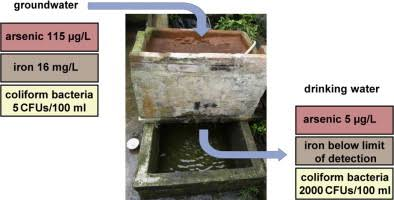 groundwater
arsenic 115 µg/L
iron 16 mg/L
coliform bacteria
5 CFUs/100 ml
drinking water
arsenic 5 µg/L
iron below limit
of detection
coliform bacteria
2000 CFUs/100 ml